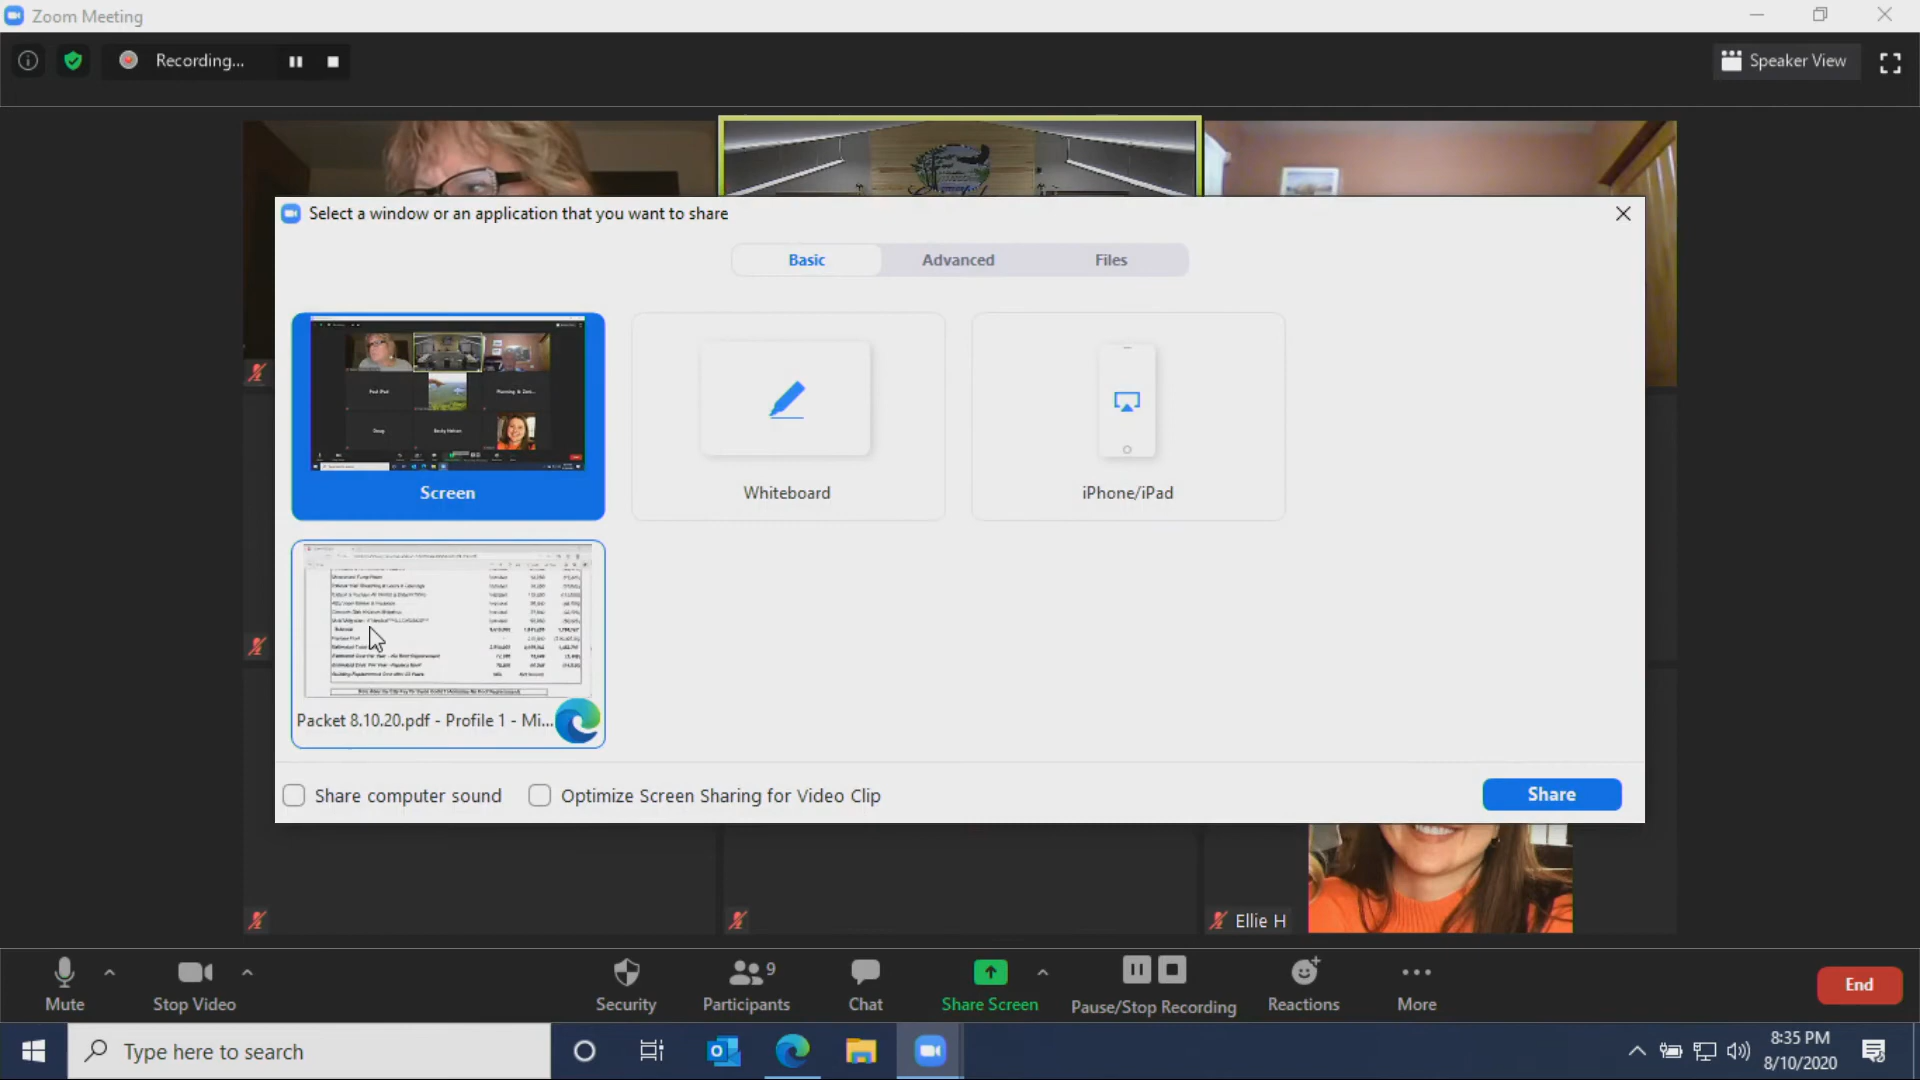 Zoom Meeting
Recording...
Speaker View
Select a window or an application that you want to share
Basic
Advanced
Files
Screen
Whiteboard
iPhone/iPad
Packet 8.10.20.pdf - Profile 1 - Mi...
Share computer sound
Optimize Screen Sharing for Video Clip
Share
Ellie H
Mute
Stop Video
Security
Participants
9
Chat
Share Screen
Pause/Stop Recording
Reactions
More
End
Type here to search
8:35 PM
8/10/2020